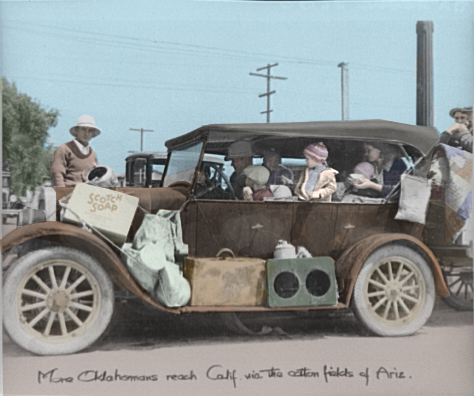 SCOTCH
SOAP
More Oklahomans reach Calif. via the cotton fields of Ariz.